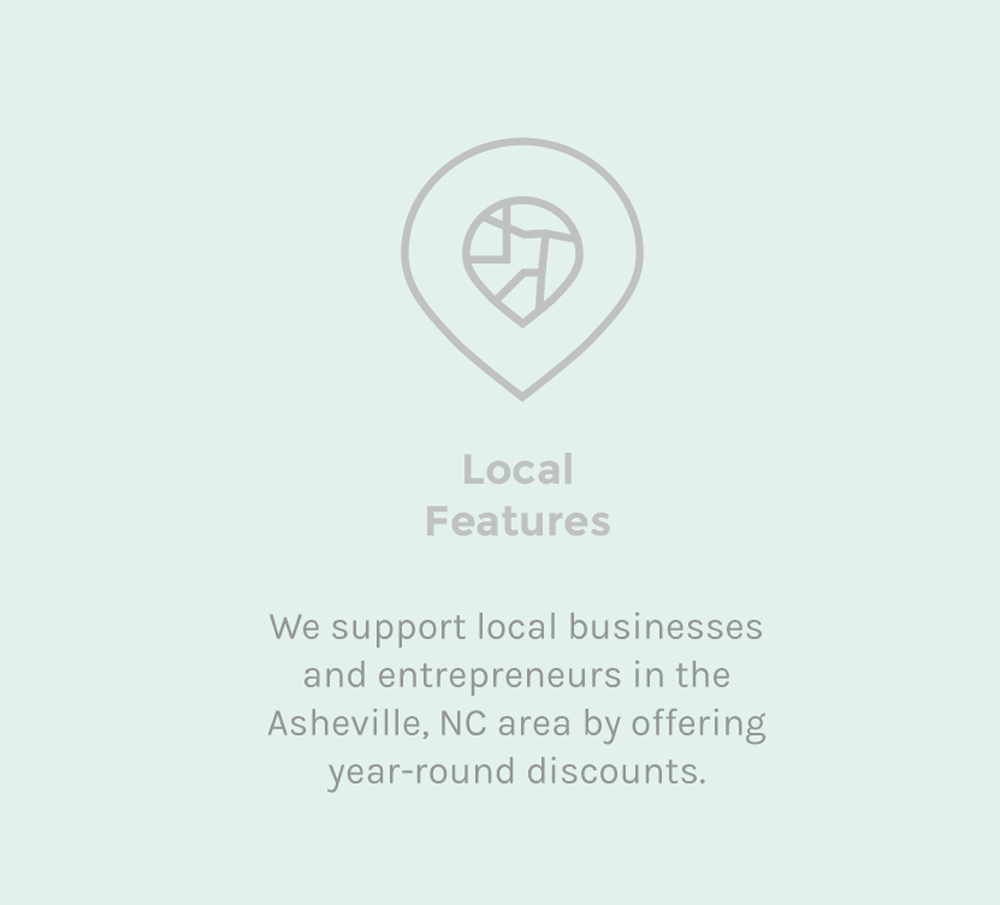 Local
Features
We support local businesses
and entrepreneurs in the
Asheville, NC area by offering
year-round discounts.